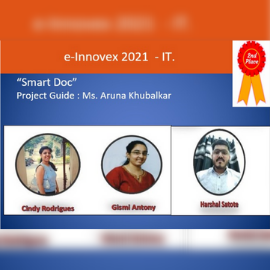 e-Innovex 2021 - IT.
2nd
Place
"Smart Doc"
Project Guide : Ms. Aruna Khubalkar
Cindy Rodrigues
Gismi Antony
Harshal Satote